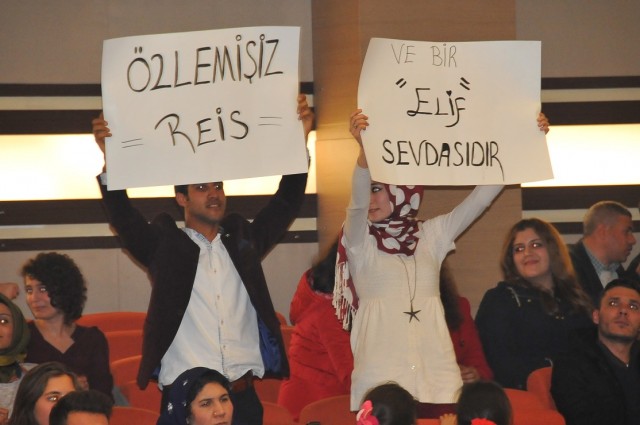 ÖZLEMİŞİZ
= REIS =
VE BİR
"ELİF"
SEVDASIDIR